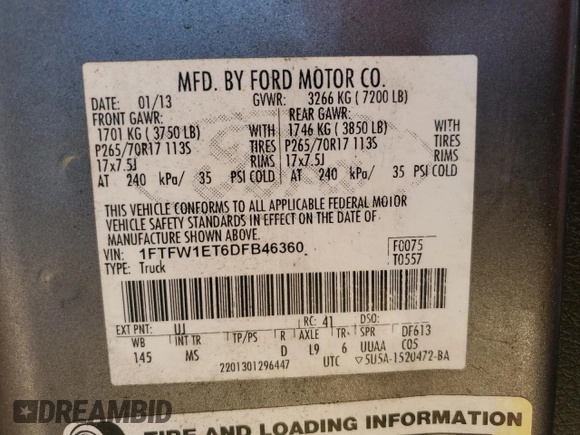 MFD. BY FORD MOTOR CO.
DATE: 01/13 GVWR: 3266 KG ( 7200 LB)
FRONT GAWR: REAR GAWR:
1701 KG ( 3750 LB) WITH 1746 KG ( 3850 LB) WITH
P265/70R17 113S TIRES P265/70R17 113S TIRES
17x7.5J RIMS 17x7.5J RIMS
AT 240 kPa/ 35 PSI COLD AT 240 kPa/ 35 PSI COLD
THIS VEHICLE CONFORMS TO ALL APPLICABLE FEDERAL MOTOR
VEHICLE SAFETY STANDARDS IN EFFECT ON THE DATE OF
MANUFACTURE SHOWN ABOVE.
VIN: 1FTFW1ET6DFB46360 F0075
TYPE: Truck T0557
EXT PNT: UJ RC: 41 DSO:
WB INT TR TP/PS R AXLE TR SPR DF613
145 MS D L9 6 UUAA C05
2201301296447 UTC ▽5U5A-1520472-BA
DREAMBID
TIRE AND LOADING INFORMATION